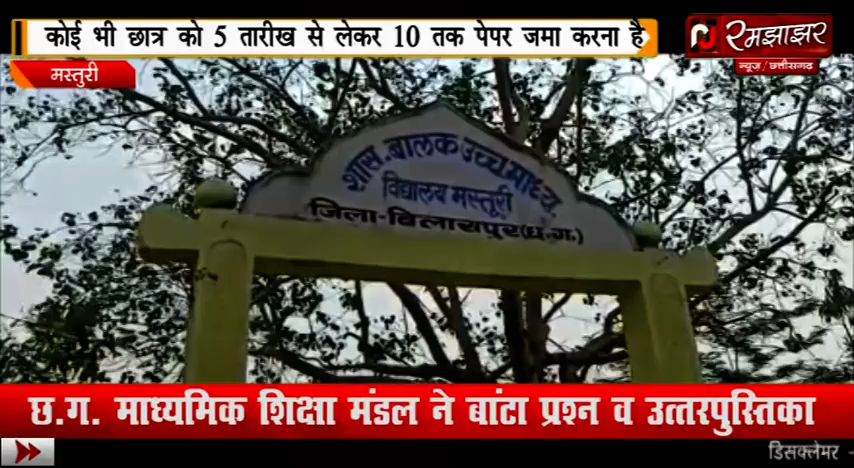 कोई भी छात्र को 5 तारीख से लेकर 10 तक पेपर जमा करना है
रमझाझर
न्यूज़/छत्तीसगढ़
मस्तुरी
शास. बालक उच्च माध्य.
विद्यालय मस्तूरी
जिला-बिलासपुर(छ.ग.)
छ.ग. माध्यमिक शिक्षा मंडल ने बांटा प्रश्न व उत्तरपुस्तिका
डिसक्लेमर -